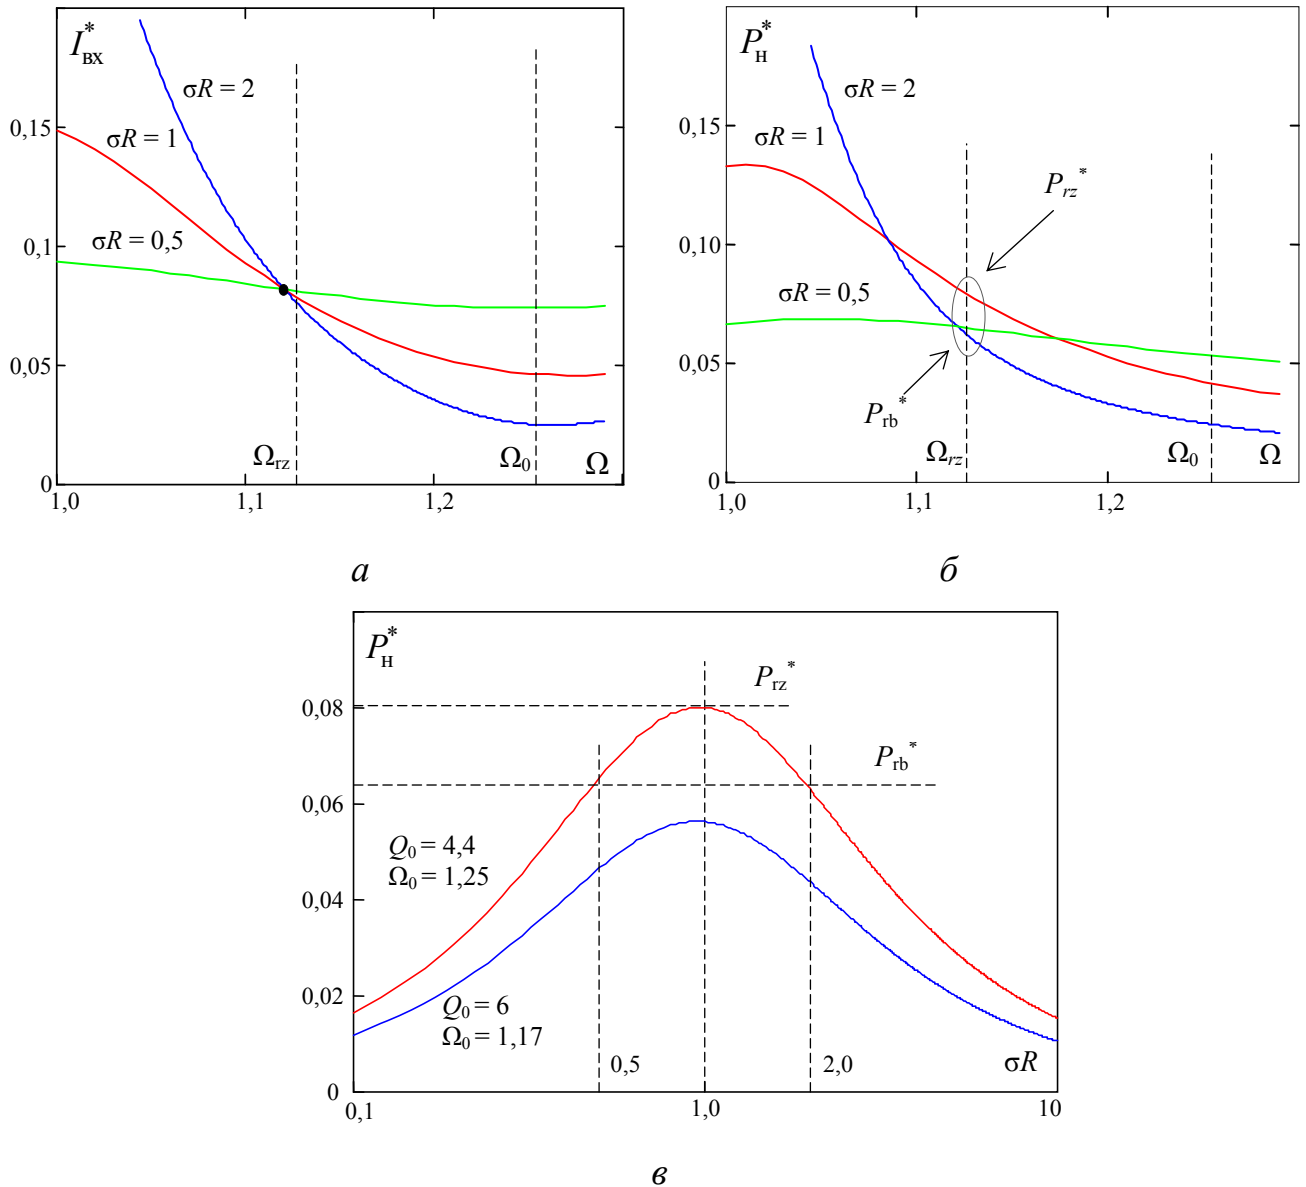 I*вх
σR = 2
0,15
σR = 1
0,10
σR = 0,5
0,05
Ωrz
Ω0
Ω
0
1,0
1,1
1,2
а
P*н
σR = 2
0,15
σR = 1
Prz*
0,10
σR = 0,5
0,05
Prb*
Ωrz
Ω0
Ω
0
1,0
1,1
1,2
б
P*н
Prz*
0,08
Prb*
0,06
Q0 = 4,4
Ω0 = 1,25
0,04
0,02
Q0 = 6
Ω0 = 1,17
0,5
2,0
σR
0
0,1
1,0
10
в